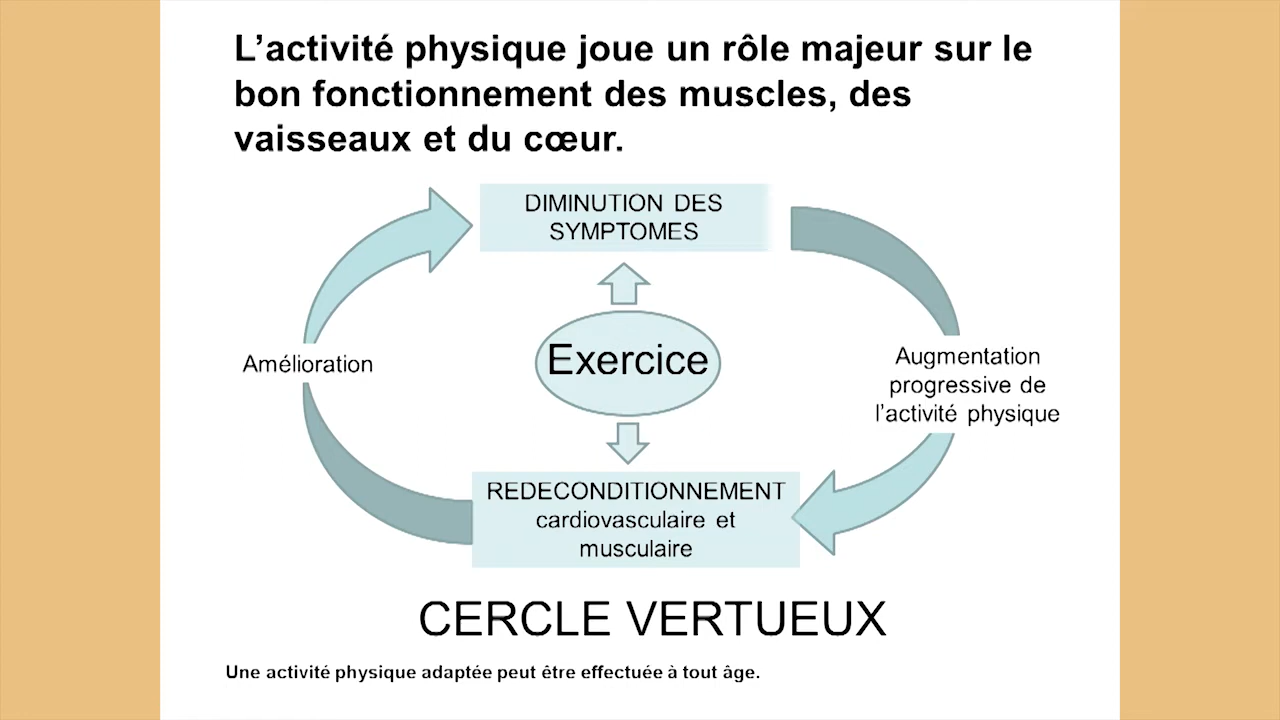 L'activité physique joue un rôle majeur sur le
bon fonctionnement des muscles, des
vaisseaux et du cœur.
DIMINUTION DES
SYMPTOMES
Amélioration
Exercice
Augmentation
progressive de
l'activité physique
REDECONDITIONNEMENT
cardiovasculaire et
musculaire
CERCLE VERTUEUX
Une activité physique adaptée peut être effectuée à tout âge.